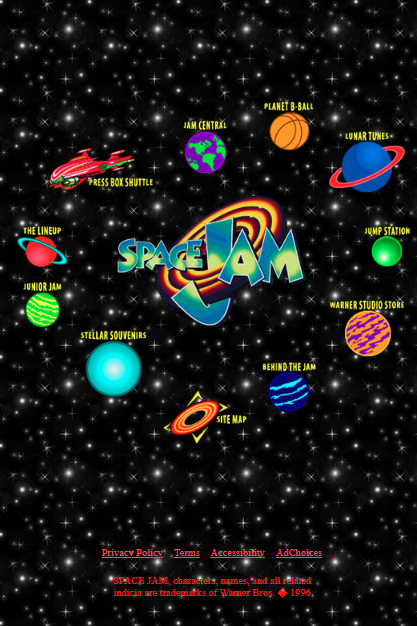 PLANET B-BALL
JAM CENTRAL
LUNAR TUNES
PRESS BOX SHUTTLE
THE LINEUP
JUMP STATION
SPACE JAM
JUNIOR JAM
WARNER STUDIO STORE
STELLAR SOUVENIRS
BEHIND THE JAM
SITE MAP
Privacy Policy Terms Accessibility AdChoices
SPACE JAM, characters, names, and all related
indicia are trademarks of Warner Bros. � 1996.